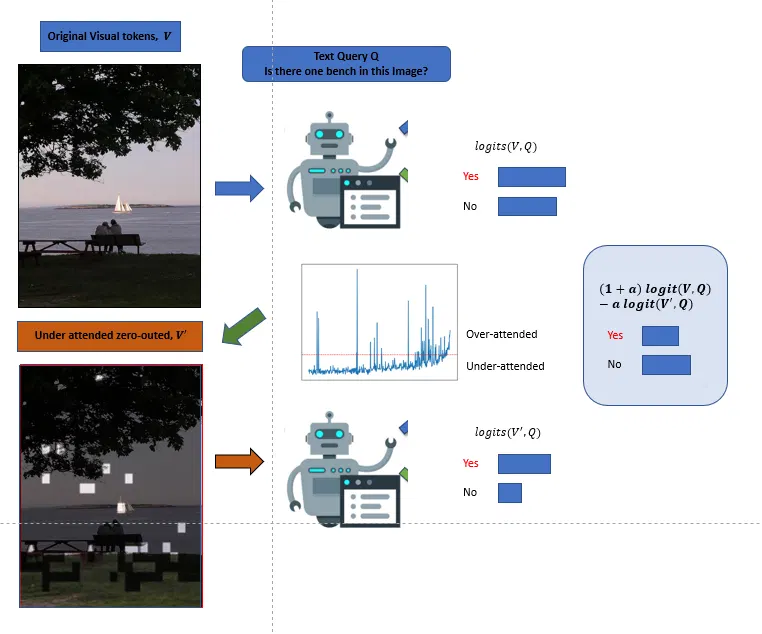 Original Visual tokens, V
Text Query Q
Is there one bench in this Image?
logits(V,Q)
Yes
No
Over-attended
Under-attended
(1 + a) logit(V,Q)
− a logit(V′,Q)
Yes
No
Under attended zero-outed, V′
logits(V′,Q)
Yes
No